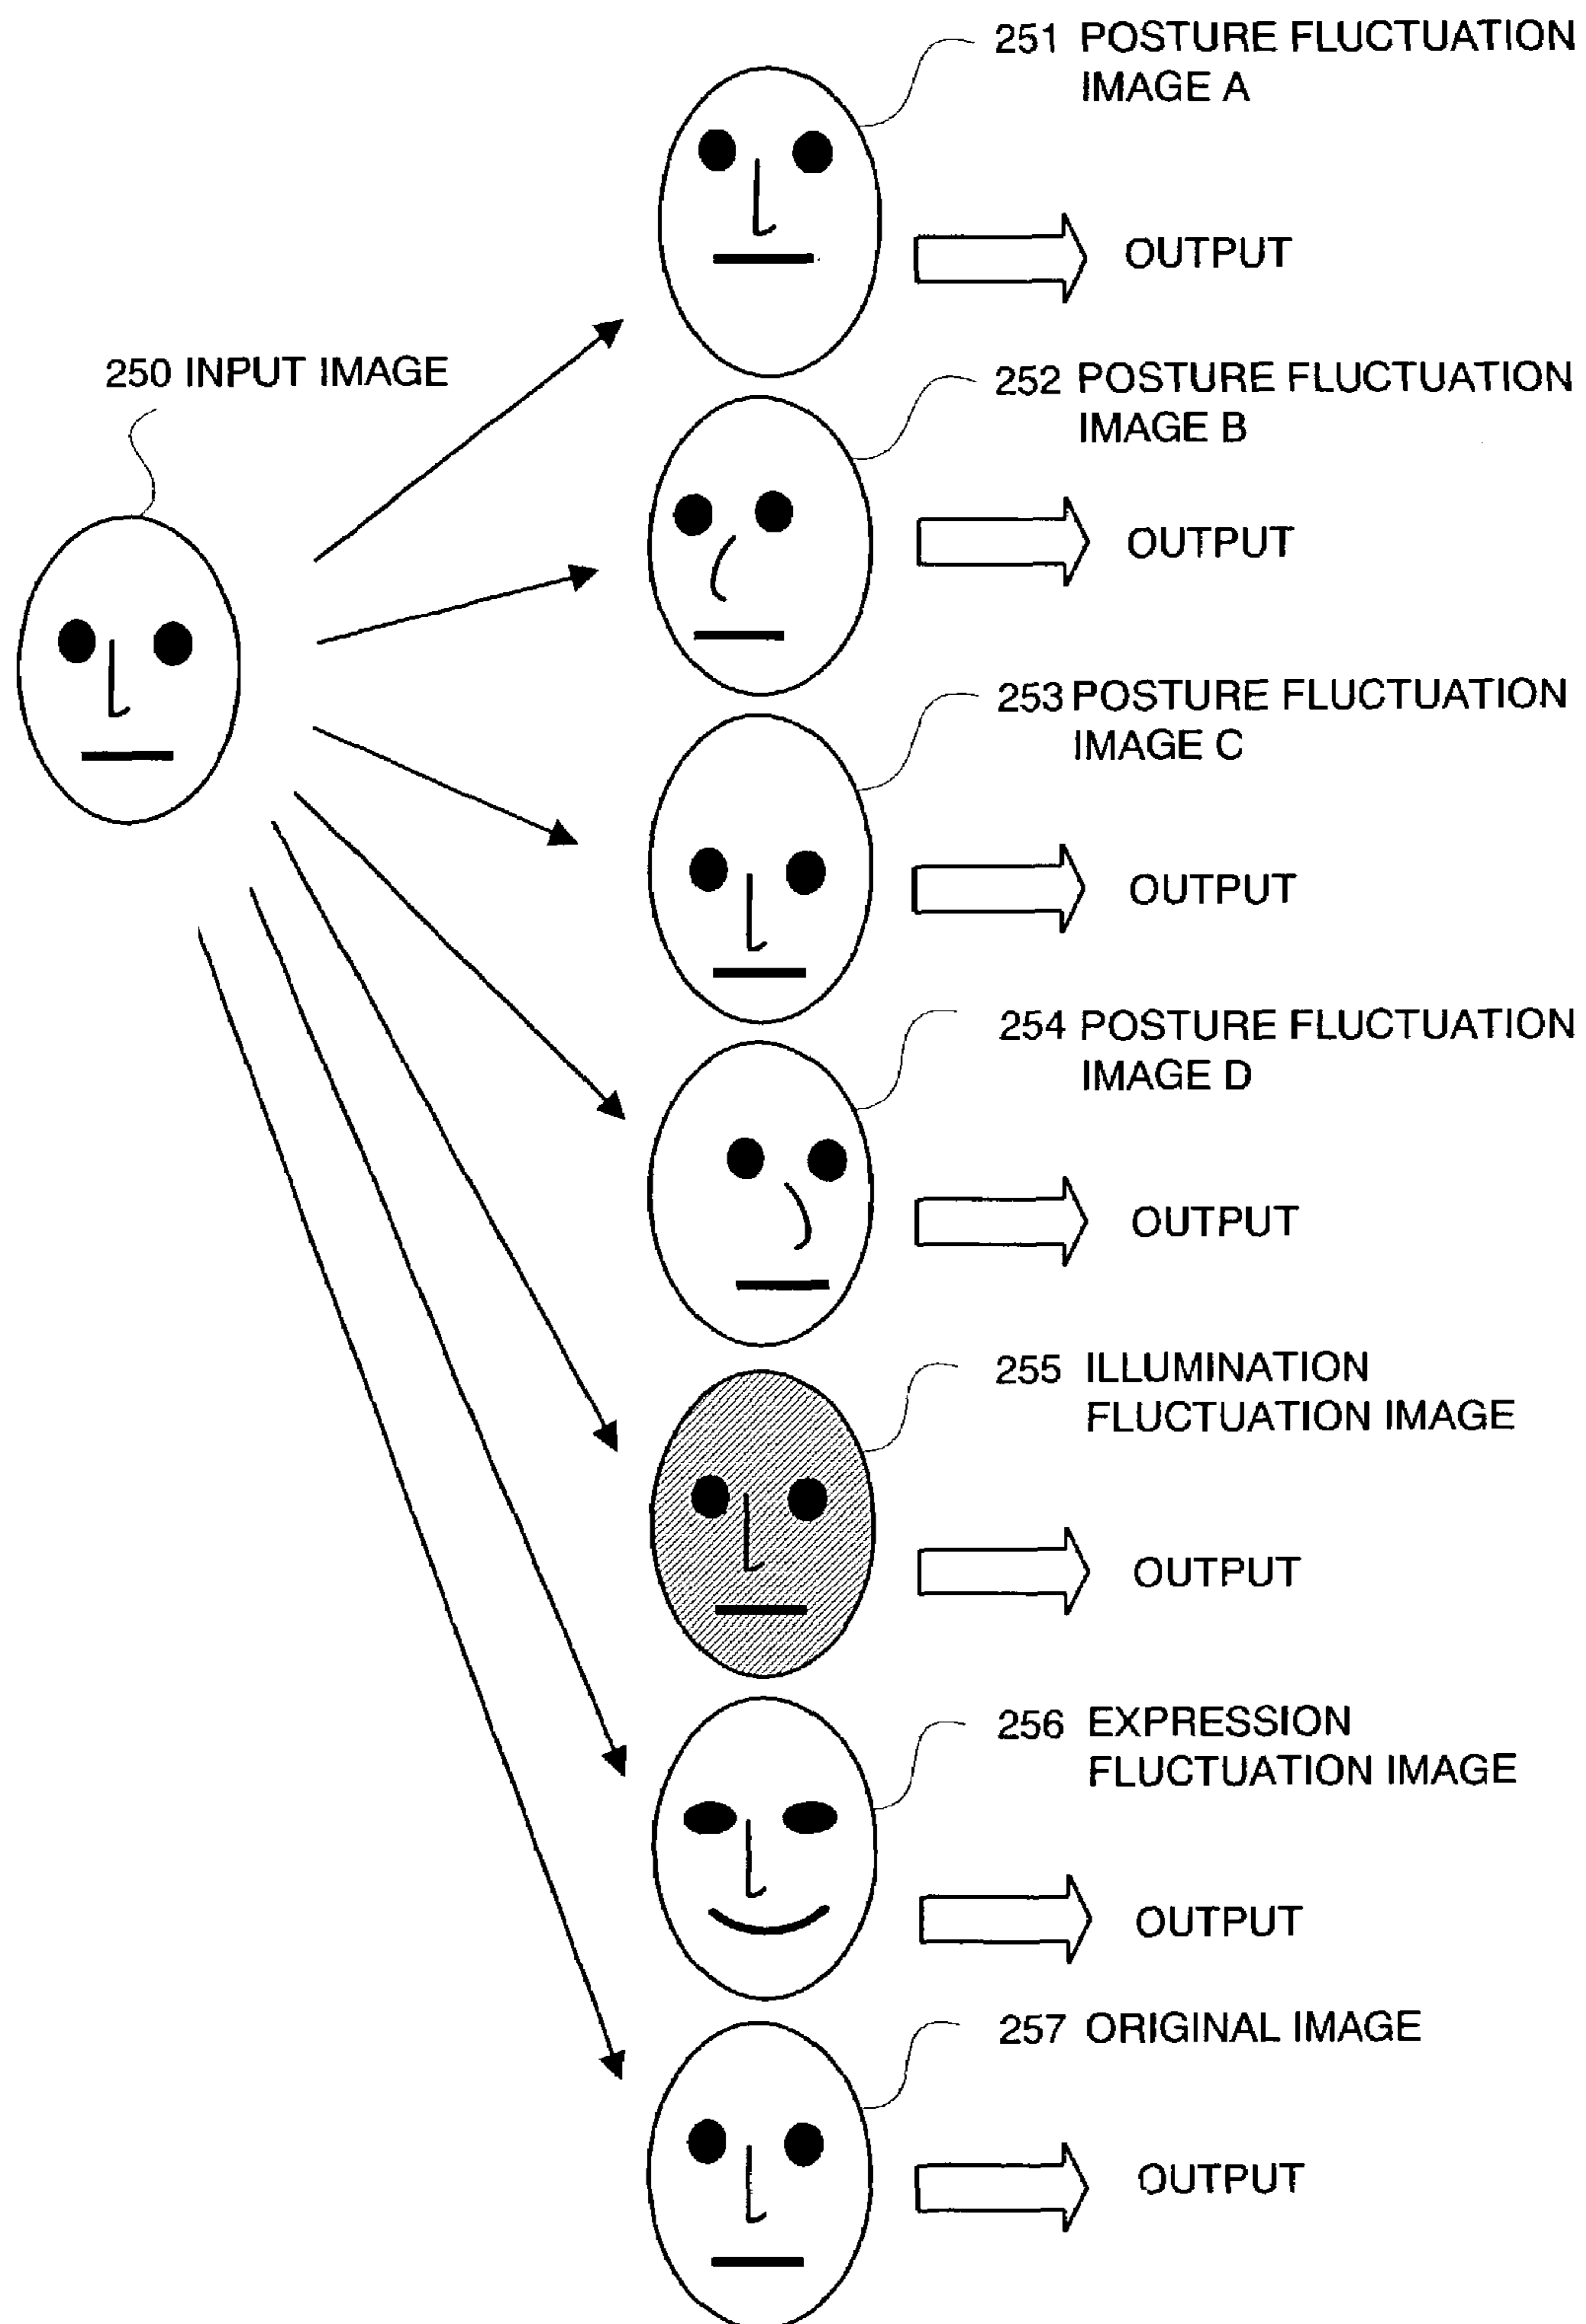 251 POSTURE FLUCTUATION
IMAGE A
OUTPUT
250 INPUT IMAGE
252 POSTURE FLUCTUATION
IMAGE B
OUTPUT
253 POSTURE FLUCTUATION
IMAGE C
OUTPUT
254 POSTURE FLUCTUATION
IMAGE D
OUTPUT
255 ILLUMINATION
FLUCTUATION IMAGE
OUTPUT
256 EXPRESSION
FLUCTUATION IMAGE
OUTPUT
257 ORIGINAL IMAGE
OUTPUT